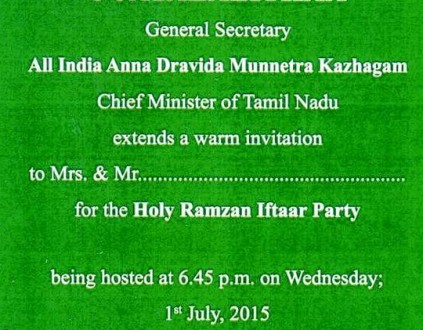 General Secretary
All India Anna Dravida Munnetra Kazhagam
Chief Minister of Tamil Nadu
extends a warm invitation
to Mrs. & Mr.....................................................
for the Holy Ramzan Iftaar Party
being hosted at 6.45 p.m. on Wednesday;
1st July, 2015